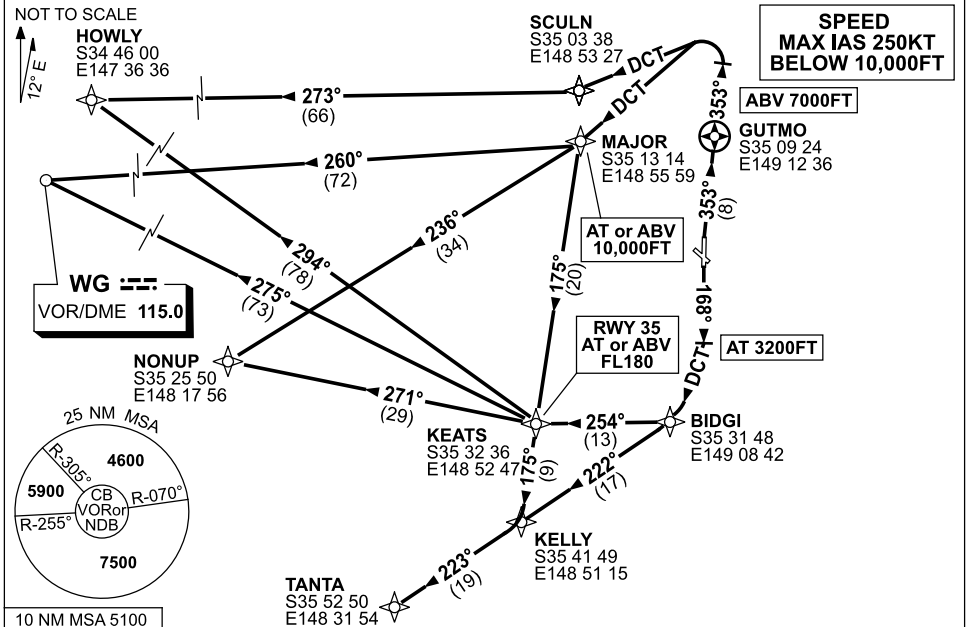 NOT TO SCALE
12° E
HOWLY
S34 46 00
E147 36 36
SCULN
S35 03 38
E148 53 27
SPEED
MAX IAS 250KT
BELOW 10,000FT
DCT
DCT
273°
(66)
353°
ABV 7000FT
GUTMO
S35 09 24
E149 12 36
MAJOR
S35 13 14
E148 55 59
260°
(72)
353°
(8)
AT or ABV
10,000FT
236°
(34)
294°
(78)
275°
(73)
175°
(20)
168°
WG
VOR/DME 115.0
RWY 35
AT or ABV
FL180
AT 3200FT
DCT
NONUP
S35 25 50
E148 17 56
271°
(29)
KEATS
S35 32 36
E148 52 47
254°
(13)
BIDGI
S35 31 48
E149 08 42
175°
(9)
222°
(17)
KELLY
S35 41 49
E148 51 15
223°
(19)
TANTA
S35 52 50
E148 31 54
25 NM MSA
R-305°
4600
5900
CB
VORor
NDB
R-070°
R-255°
7500
10 NM MSA 5100